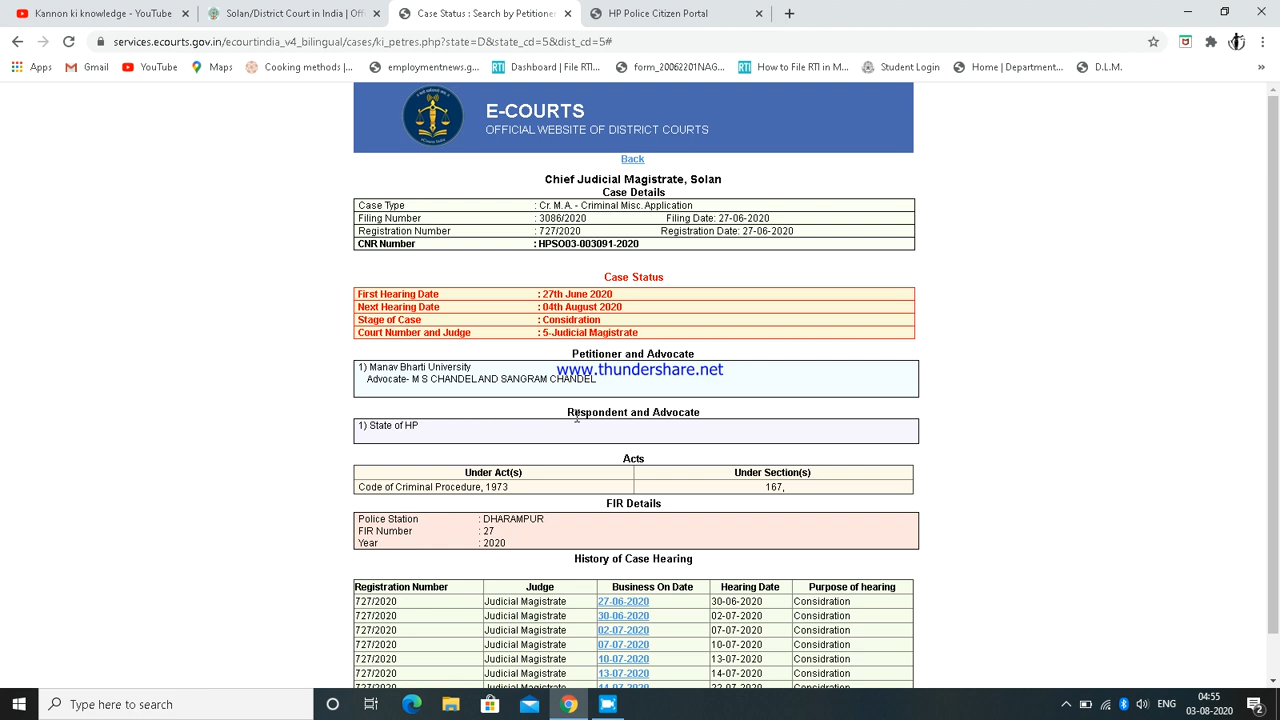 Kannon ki knowledge - YouTube
Solan/District Court in India | Offi
Case Status : Search by Petitioner
HP Police Citizen Portal
services.ecourts.gov.in/ecourtindia_v4_bilingual/cases/ki_petres.php?state=D&state_cd=5&dist_cd=5#
Apps Gmail YouTube Maps Cooking methods |... employmentnews.g... RTI Dashboard | File RTI... form_20062201NAG... RTI How to File RTI in M... Student Login Home | Department... D.L.M. »
E-COURTS
OFFICIAL WEBSITE OF DISTRICT COURTS
Back
Chief Judicial Magistrate, Solan
Case Details
Case Type : Cr. M. A. - Criminal Misc. Application
Filing Number : 3086/2020 Filing Date: 27-06-2020
Registration Number : 727/2020 Registration Date: 27-06-2020
CNR Number : HPSO03-003091-2020
Case Status
First Hearing Date : 27th June 2020
Next Hearing Date : 04th August 2020
Stage of Case : Considration
Court Number and Judge : 5-Judicial Magistrate
Petitioner and Advocate
1) Manav Bharti University
www.thundershare.net
Advocate- M S CHANDEL AND SANGRAM CHANDEL
Respondent and Advocate
1) State of HP
Acts
Under Act(s) Under Section(s)
Code of Criminal Procedure, 1973 167,
FIR Details
Police Station : DHARAMPUR
FIR Number : 27
Year : 2020
History of Case Hearing
Registration Number Judge Business On Date Hearing Date Purpose of hearing
727/2020 Judicial Magistrate 27-06-2020 30-06-2020 Considration
727/2020 Judicial Magistrate 30-06-2020 02-07-2020 Considration
727/2020 Judicial Magistrate 02-07-2020 07-07-2020 Considration
727/2020 Judicial Magistrate 07-07-2020 10-07-2020 Considration
727/2020 Judicial Magistrate 10-07-2020 13-07-2020 Considration
727/2020 Judicial Magistrate 13-07-2020 14-07-2020 Considration
Type here to search
ENG
04:55
03-08-2020
2